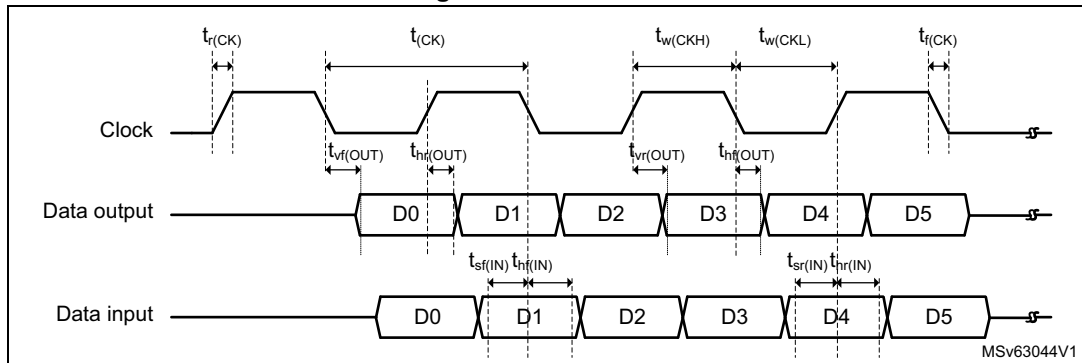 tr(CK) t(CK) tw(CKH) tw(CKL) tf(CK)
Clock
tvf(OUT) thr(OUT) tvr(OUT) thf(OUT)
Data output D0 D1 D2 D3 D4 D5
tsf(IN) thf(IN) tsr(IN) thr(IN)
Data input D0 D1 D2 D3 D4 D5
MSv63044V1